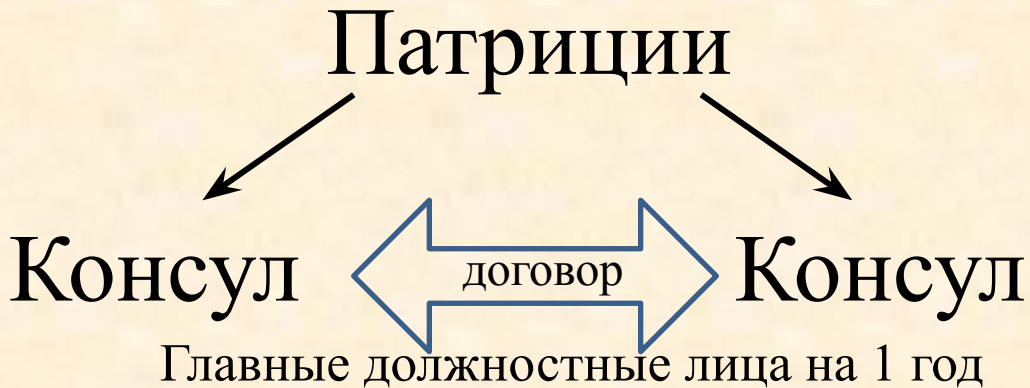 Патриции
Консул договор Консул
Главные должностные лица на 1 год